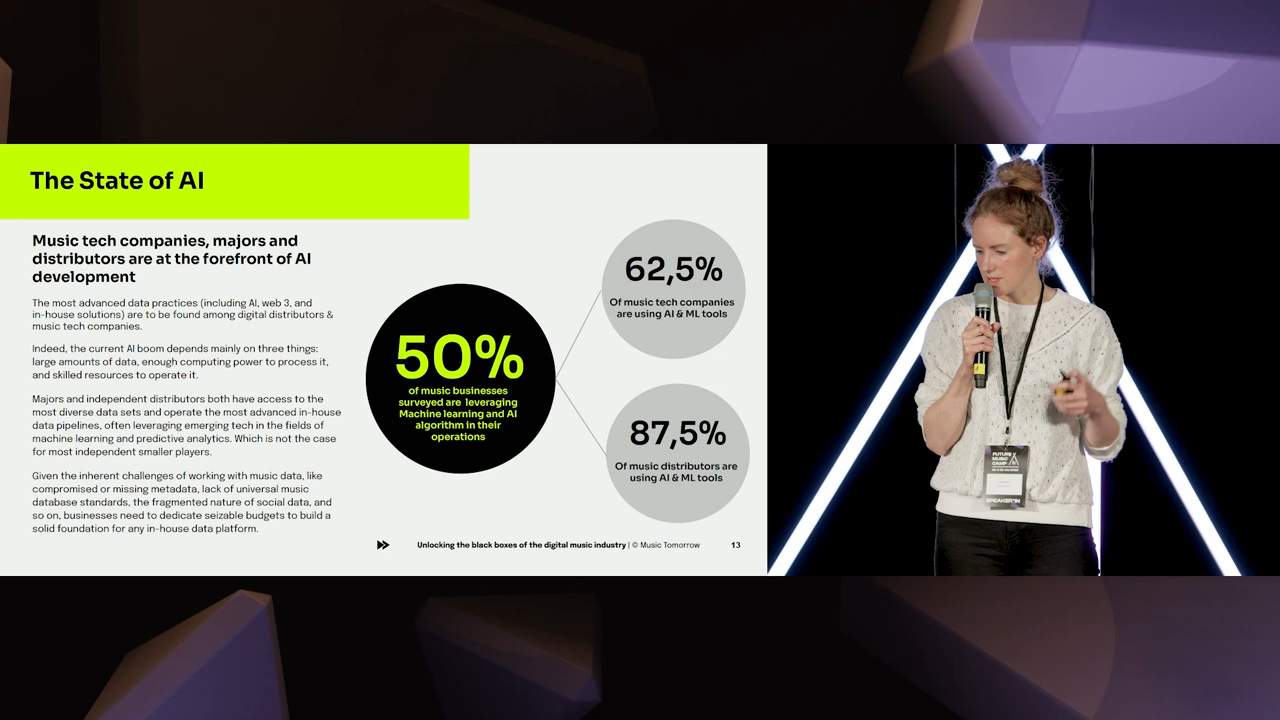 The State of AI
Music tech companies, majors and
distributors are at the forefront of AI
development
The most advanced data practices (including AI, web 3, and
in-house solutions) are to be found among digital distributors &
music tech companies.
Indeed, the current AI boom depends mainly on three things:
large amounts of data, enough computing power to process it,
and skilled resources to operate it.
Majors and independent distributors both have access to the
most diverse data sets and operate the most advanced in-house
data pipelines, often leveraging emerging tech in the fields of
machine learning and predictive analytics. Which is not the case
for most independent smaller players.
Given the inherent challenges of working with music data, like
compromised or missing metadata, lack of universal music
database standards, the fragmented nature of social data, and
so on, businesses need to dedicate seizable budgets to build a
solid foundation for any in-house data platform.
50%
of music businesses
surveyed are leveraging
Machine learning and AI
algorithm in their
operations
62,5%
Of music tech companies
are using AI & ML tools
87,5%
Of music distributors are
using AI & ML tools
Unlocking the black boxes of the digital music industry | © Music Tomorrow
13
FUTURE
MUSIC
CAMP
SPEAKER*IN